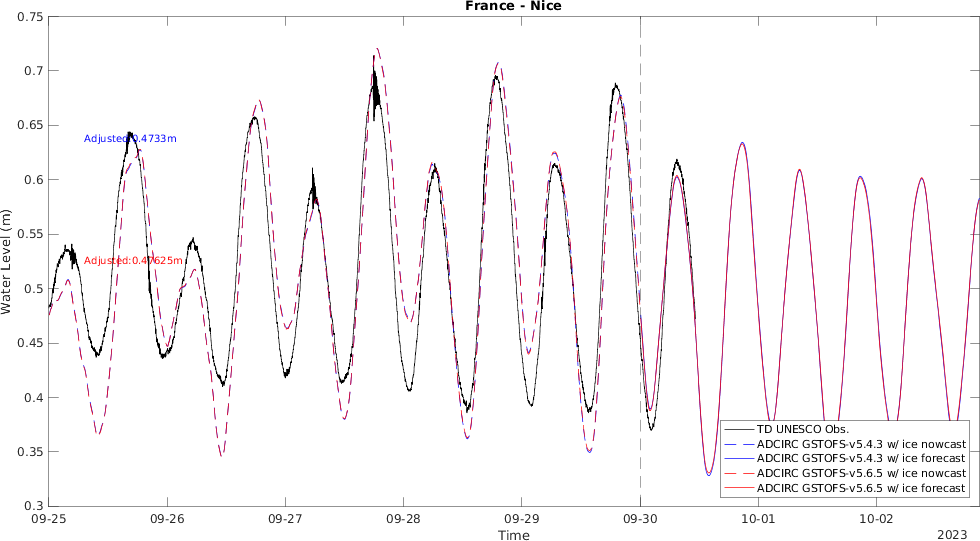 France - Nice
0.75
0.7
0.65
0.6
0.55
0.5
0.45
0.4
0.35
0.3
Water Level (m)
Adjusted:0.4733m
Adjusted:0.47625m
TD UNESCO Obs.
ADCIRC GSTOFS-v5.4.3 w/ ice nowcast
ADCIRC GSTOFS-v5.4.3 w/ ice forecast
ADCIRC GSTOFS-v5.6.5 w/ ice nowcast
ADCIRC GSTOFS-v5.6.5 w/ ice forecast
09-25 09-26 09-27 09-28 09-29 09-30 10-01 10-02
Time
2023